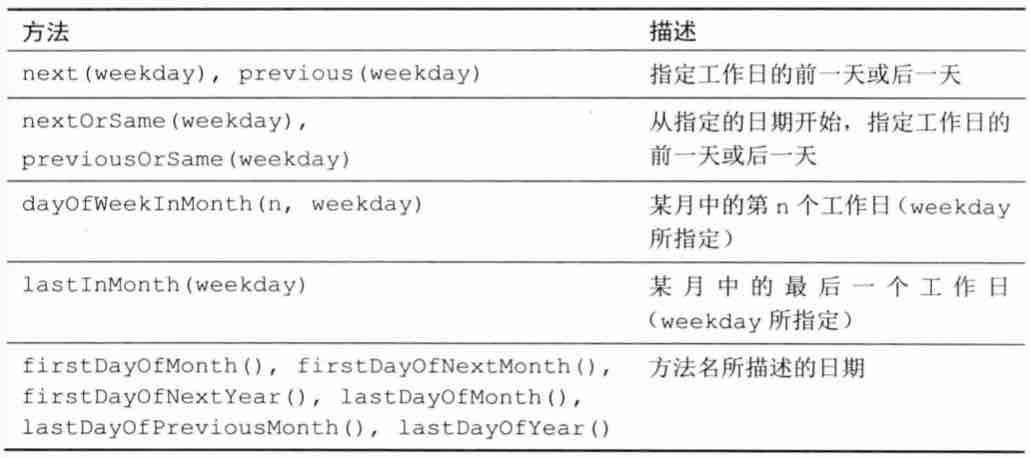 方法 描述
next(weekday), previous(weekday) 指定工作日的前一天或后一天
nextOrSame(weekday), 从指定的日期开始，指定工作日的
previousOrSame(weekday) 前一天或后一天
dayOfWeekInMonth(n, weekday) 某月中的第 n 个工作日（weekday
所指定）
lastInMonth(weekday) 某月中的最后一个工作日
（weekday 所指定）
firstDayOfMonth(), firstDayOfNextMonth(), 方法名所描述的日期
firstDayOfNextYear(), lastDayOfMonth(),
lastDayOfPreviousMonth(), lastDayOfYear()